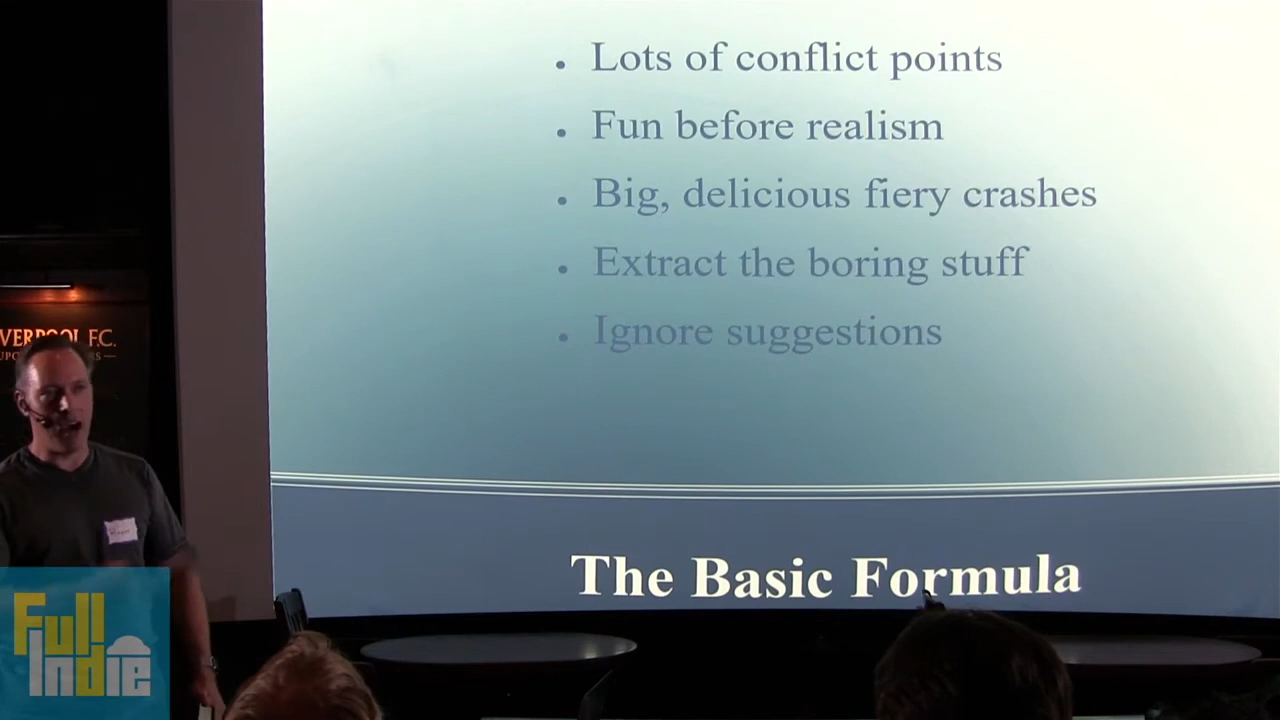 • Lots of conflict points
• Fun before realism
• Big, delicious fiery crashes
• Extract the boring stuff
• Ignore suggestions
VERPOOL F.C.
The Basic Formula
Full
Indie